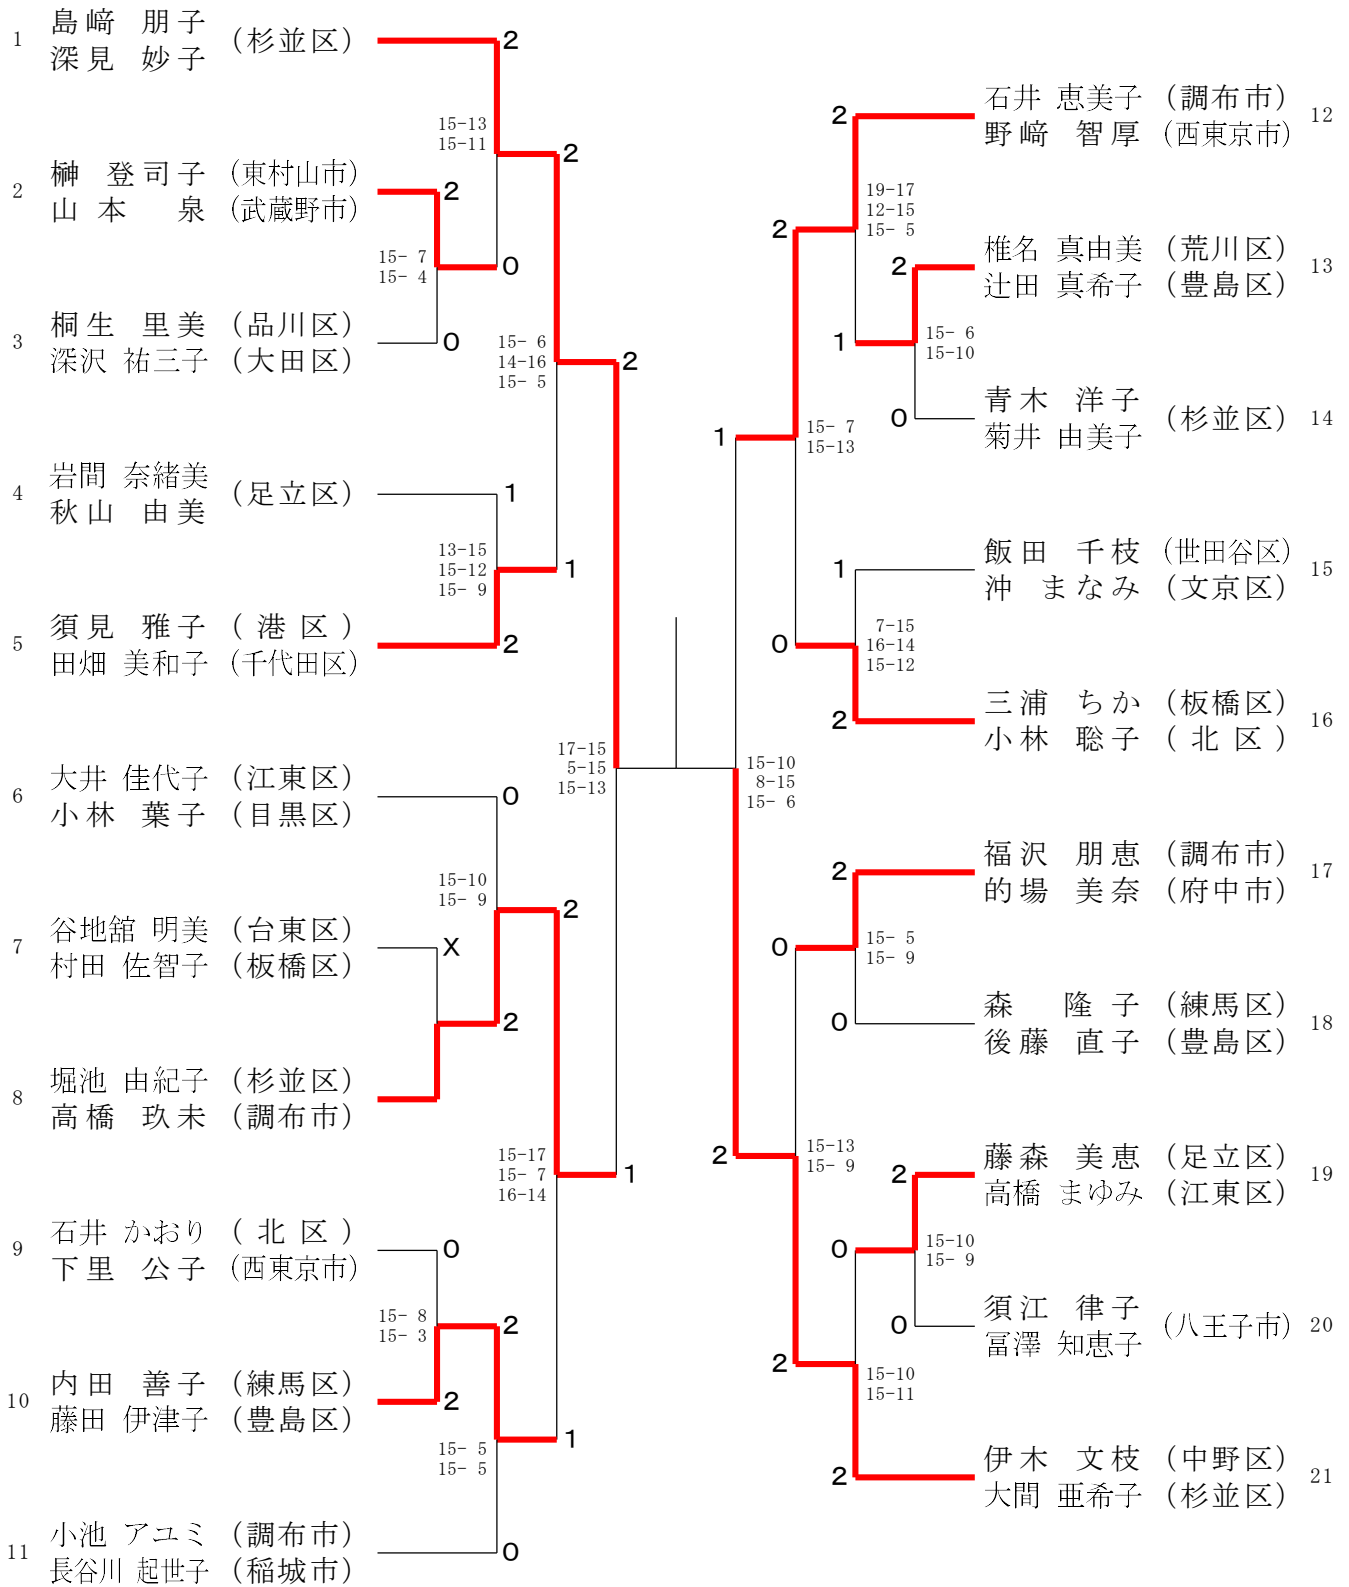 1 島﨑 朋子 (杉並区)
深見 妙子
2
15-13
15-11
2
2 榊 登司子 (東村山市)
山本 泉 (武蔵野市)
2
15- 7
15- 4
0
3 桐生 里美 (品川区)
深沢 祐三子 (大田区)
0
15- 6
14-16
15- 5
2
4 岩間 奈緒美 (足立区)
秋山 由美
1
13-15
15-12
15- 9
1
5 須見 雅子 (港区)
田畑 美和子 (千代田区)
2
17-15
5-15
15-13
6 大井 佳代子 (江東区)
小林 葉子 (目黒区)
0
15-10
15- 9
2
7 谷地舘 明美 (台東区)
村田 佐智子 (板橋区)
X
2
8 堀池 由紀子 (杉並区)
高橋 玖未 (調布市)
15-17
15- 7
16-14
1
9 石井 かおり (北区)
下里 公子 (西東京市)
0
15- 8
15- 3
2
10 内田 善子 (練馬区)
藤田 伊津子 (豊島区)
2
15- 5
15- 5
1
11 小池 アユミ (調布市)
長谷川 起世子 (稲城市)
0
2
石井 恵美子 (調布市) 12
野﨑 智厚 (西東京市)
19-17
12-15
15- 5
2
2
椎名 真由美 (荒川区) 13
辻田 真希子 (豊島区)
1
15- 6
15-10
0
青木 洋子 (杉並区) 14
菊井 由美子
1
15- 7
15-13
1
飯田 千枝 (世田谷区) 15
沖 まなみ (文京区)
0
7-15
16-14
15-12
2
三浦 ちか (板橋区) 16
小林 聡子 (北区)
15-10
8-15
15- 6
2
福沢 朋恵 (調布市) 17
的場 美奈 (府中市)
0
15- 5
15- 9
0
森 隆子 (練馬区) 18
後藤 直子 (豊島区)
2
15-13
15- 9
2
藤森 美恵 (足立区) 19
高橋 まゆみ (江東区)
0
15-10
15- 9
0
須江 律子 (八王子市) 20
冨澤 知恵子
2
15-10
15-11
2
伊木 文枝 (中野区) 21
大間 亜希子 (杉並区)